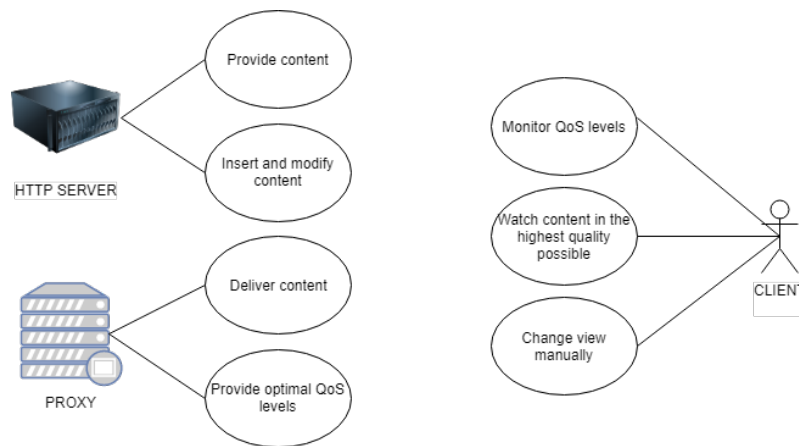 Provide content
Insert and modify
content
HTTP SERVER
Deliver content
Provide optimal QoS
levels
PROXY
Monitor QoS levels
Watch content in the
highest quality
possible
Change view
manually
CLIENT